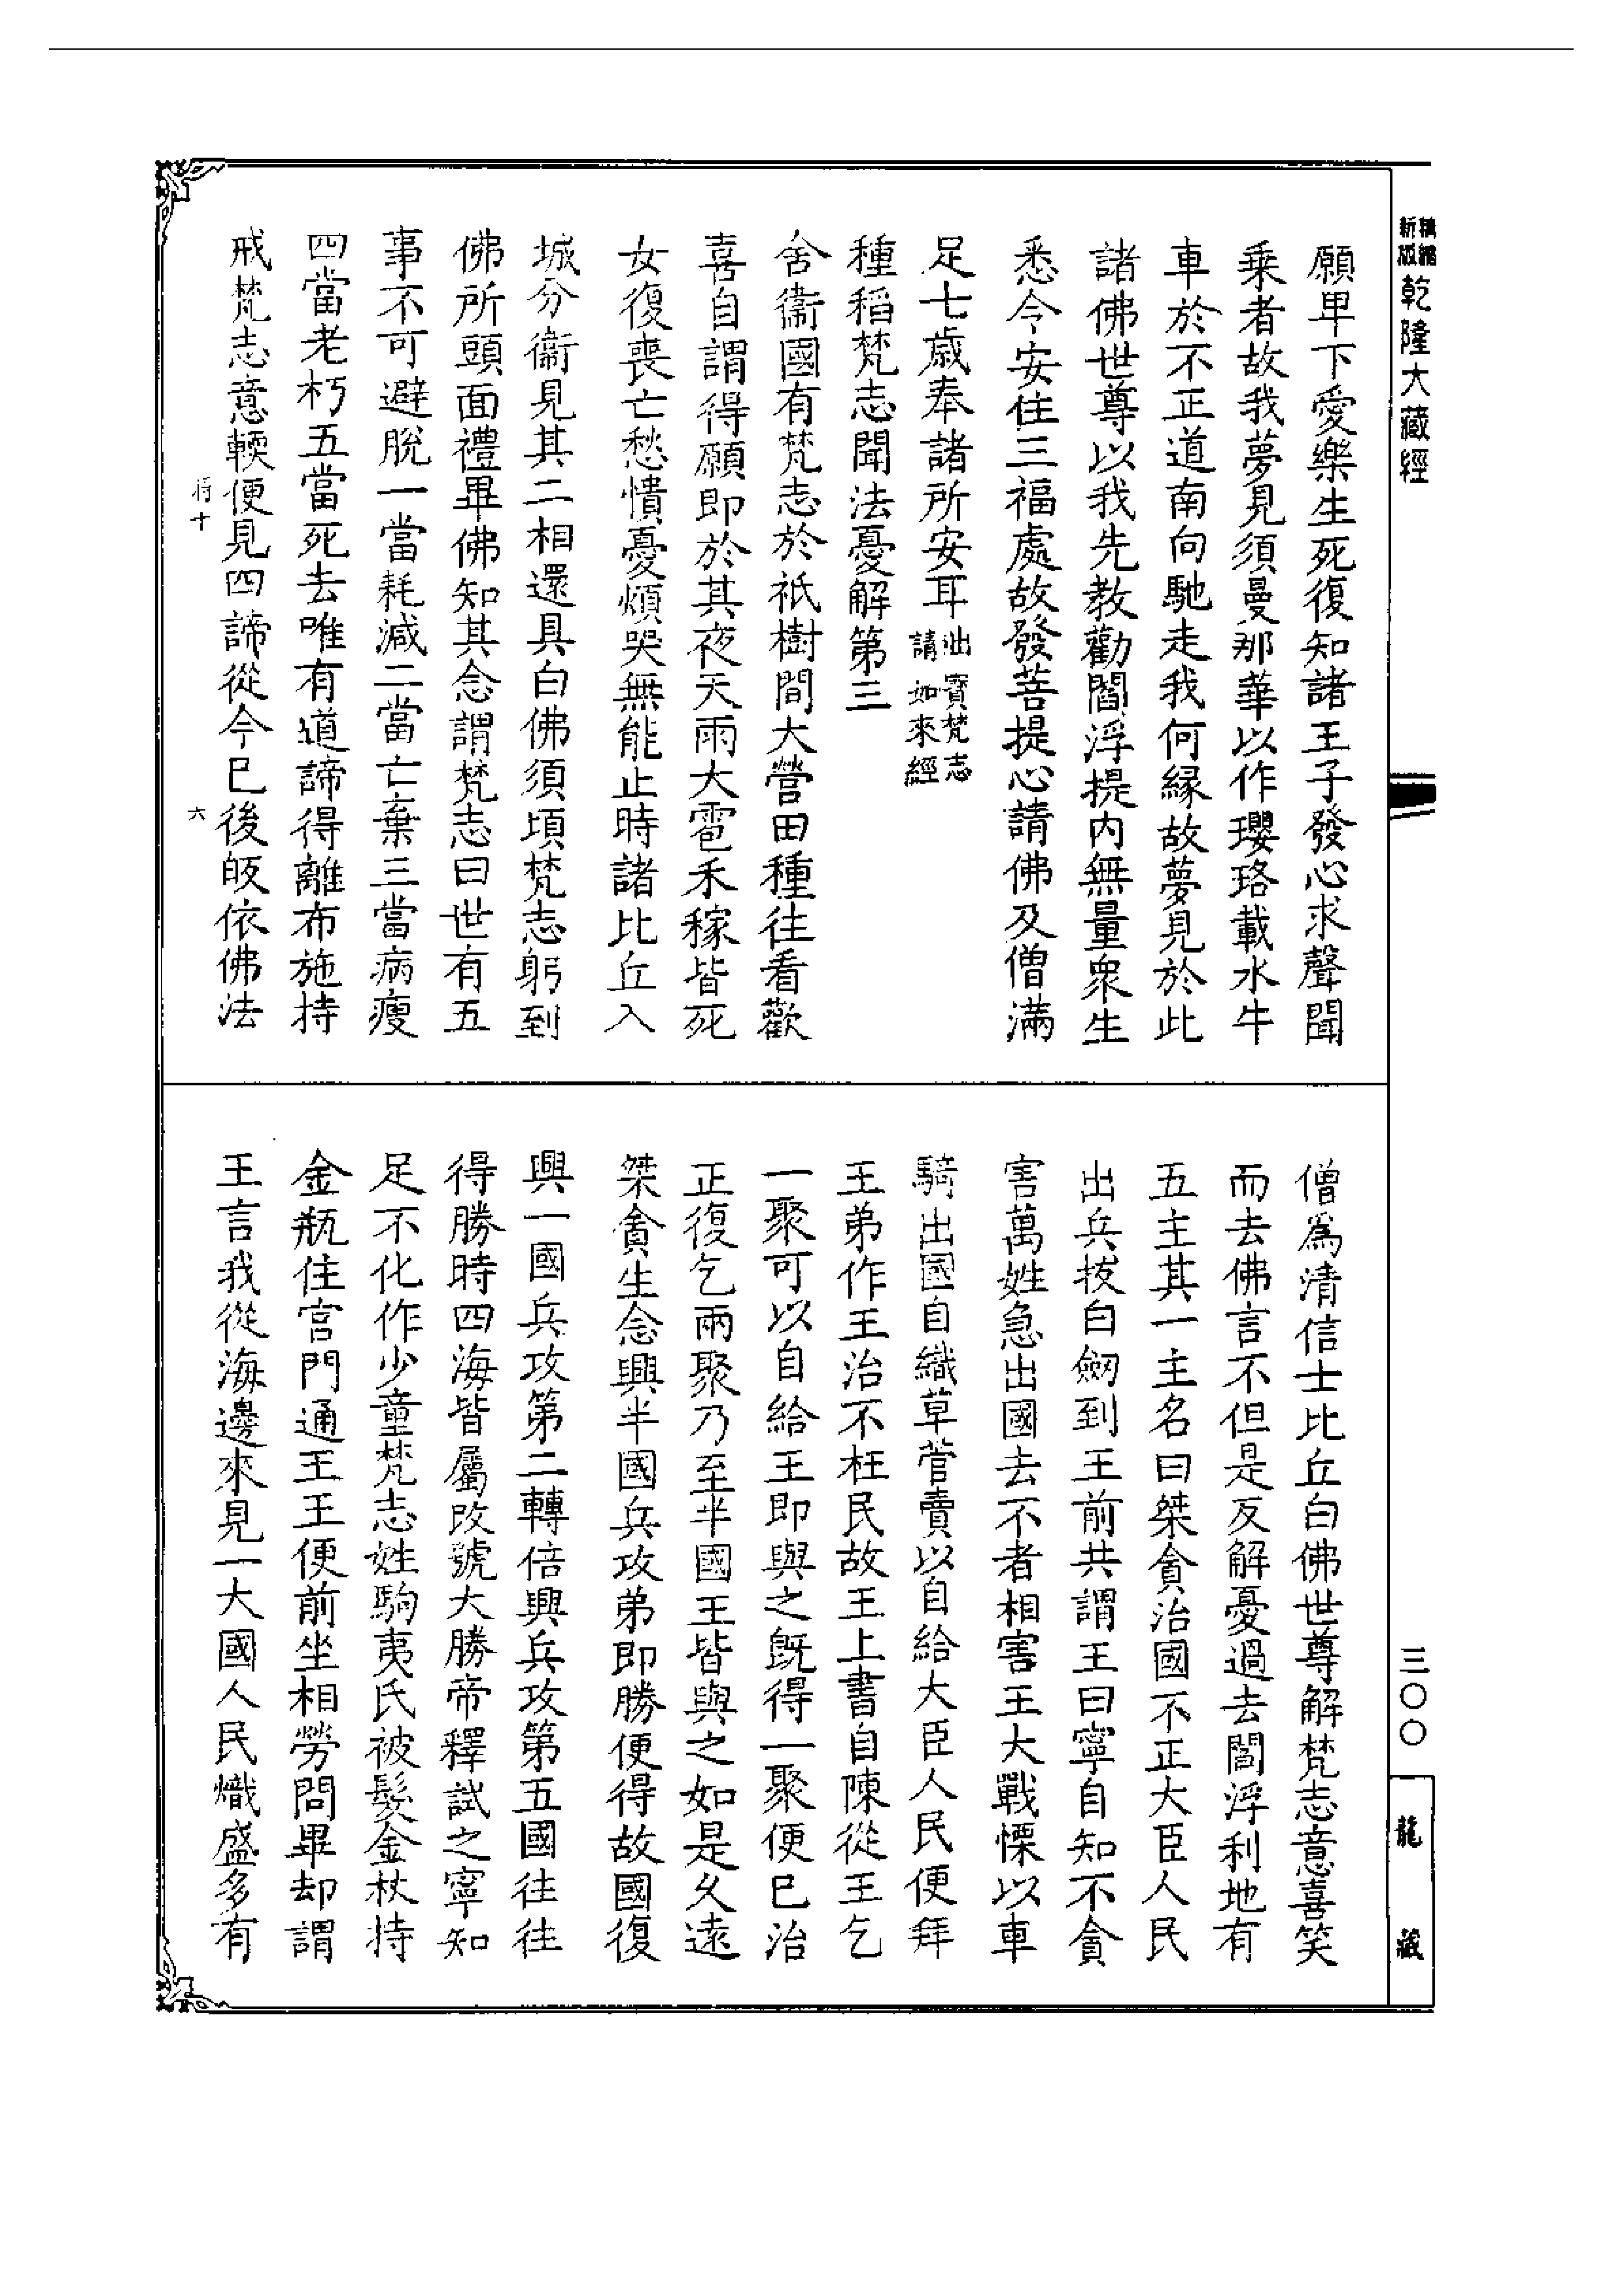 精縮
新版
乾隆大藏經
願卑下愛樂生死復知諸王子發心求聲聞
乘者故我夢見須曼那華以作瓔珞載水牛
車於不正道南向馳走我何緣故夢見於此
諸佛世尊以我先教勸閻浮提內無量眾生
悉令安住三福處故發菩提心請佛及僧滿
足七歲奉諸所安耳出寶梵志
請如來經
種稻梵志聞法憂解第三
舍衞國有梵志於祇樹間大營田種往看歡
喜自謂得願即於其夜天雨大雹禾稼皆死
女復喪亡愁憒憂煩哭無能止時諸比丘入
城分衞見其二相還具白佛須頃梵志躬到
佛所頭面禮畢佛知其念謂梵志曰世有五
事不可避脫一當耗減二當亡棄三當病瘦
四當老朽五當死去唯有道諦得離布施持
戒梵志意輭便見四諦從今已後皈依佛法
將十
六
僧為清信士比丘白佛世尊解梵志意喜笑
而去佛言不但是反解憂過去閻浮利地有
五主其一主名曰桀貪治國不正大臣人民
出兵拔白劒到王前共謂王曰寧自知不貪
害萬姓急出國去不者相害王大戰慄以車
騎出國自織草菅賣以自給大臣人民便拜
王弟作王治不枉民故王上書自陳從王乞
一聚可以自給王即與之既得一聚便已治
正復乞兩聚乃至半國王皆與之如是久遠
桀貪生念興半國兵攻弟即勝便得故國復
興一國兵攻第二轉倍興兵攻第五國往往
得勝時四海皆屬改號大勝帝釋試之寧知
足不化作少童梵志姓駒夷氏被髮金杖持
金瓶住宮門通王王便前坐相勞問畢却謂
王言我從海邊來見一大國人民熾盛多有
三〇〇
龍藏